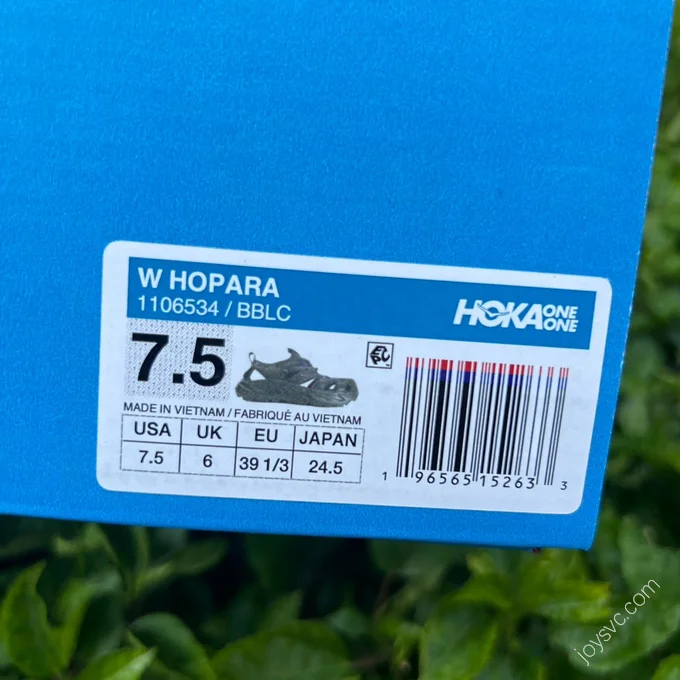 W HOPARA
1106534 / BBLC
HOKA ONE ONE
7.5
MADE IN VIETNAM / FABRIQUÉ AU VIETNAM
USA UK EU JAPAN
7.5 6 39 1/3 24.5
1 96565 15263 3
joysvc.com